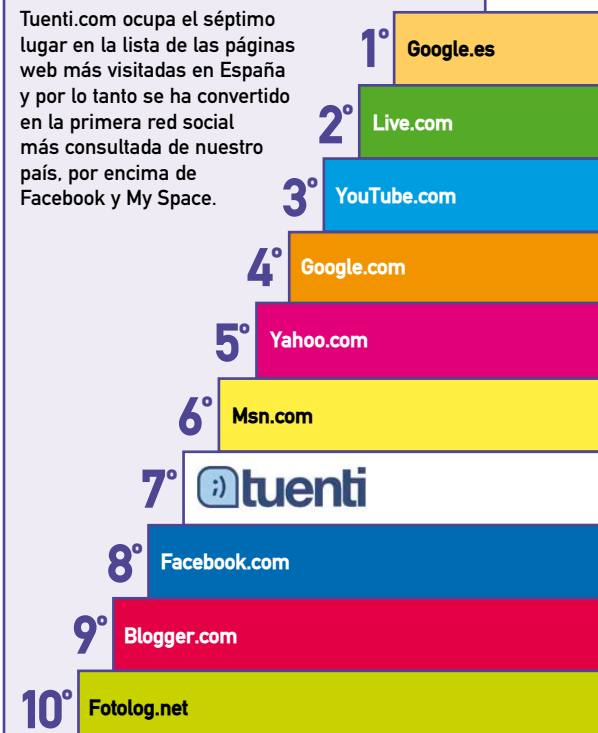 Tuenti.com ocupa el séptimo
lugar en la lista de las páginas
web más visitadas en España
y por lo tanto se ha convertido
en la primera red social
más consultada de nuestro
país, por encima de
Facebook y My Space.
1° Google.es
2° Live.com
3° YouTube.com
4° Google.com
5° Yahoo.com
6° Msn.com
7° ;) tuenti
8° Facebook.com
9° Blogger.com
10° Fotolog.net